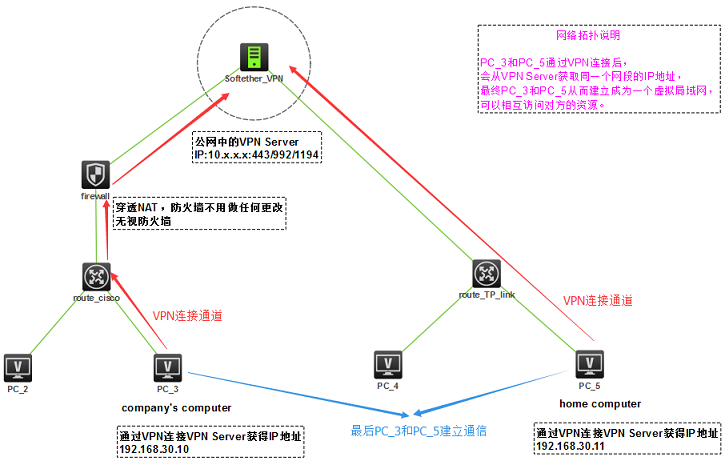 网络拓扑说明
PC_3和PC_5通过VPN连接后，
会从VPN Server获取同一个网段的IP地址，
最终PC_3和PC_5从而建立成为一个虚拟局域网，
可以相互访问对方的资源。
Softether_VPN
公网中的VPN Server
IP:10.x.x.x:443/992/1194
firewall
穿透NAT，防火墙不用做任何更改
无视防火墙
route_cisco
route_TP_link
VPN连接通道
VPN连接通道
PC_2
PC_3
PC_4
PC_5
company's computer
home computer
最后PC_3和PC_5建立通信
通过VPN连接VPN Server获得IP地址
192.168.30.10
通过VPN连接VPN Server获得IP地址
192.168.30.11